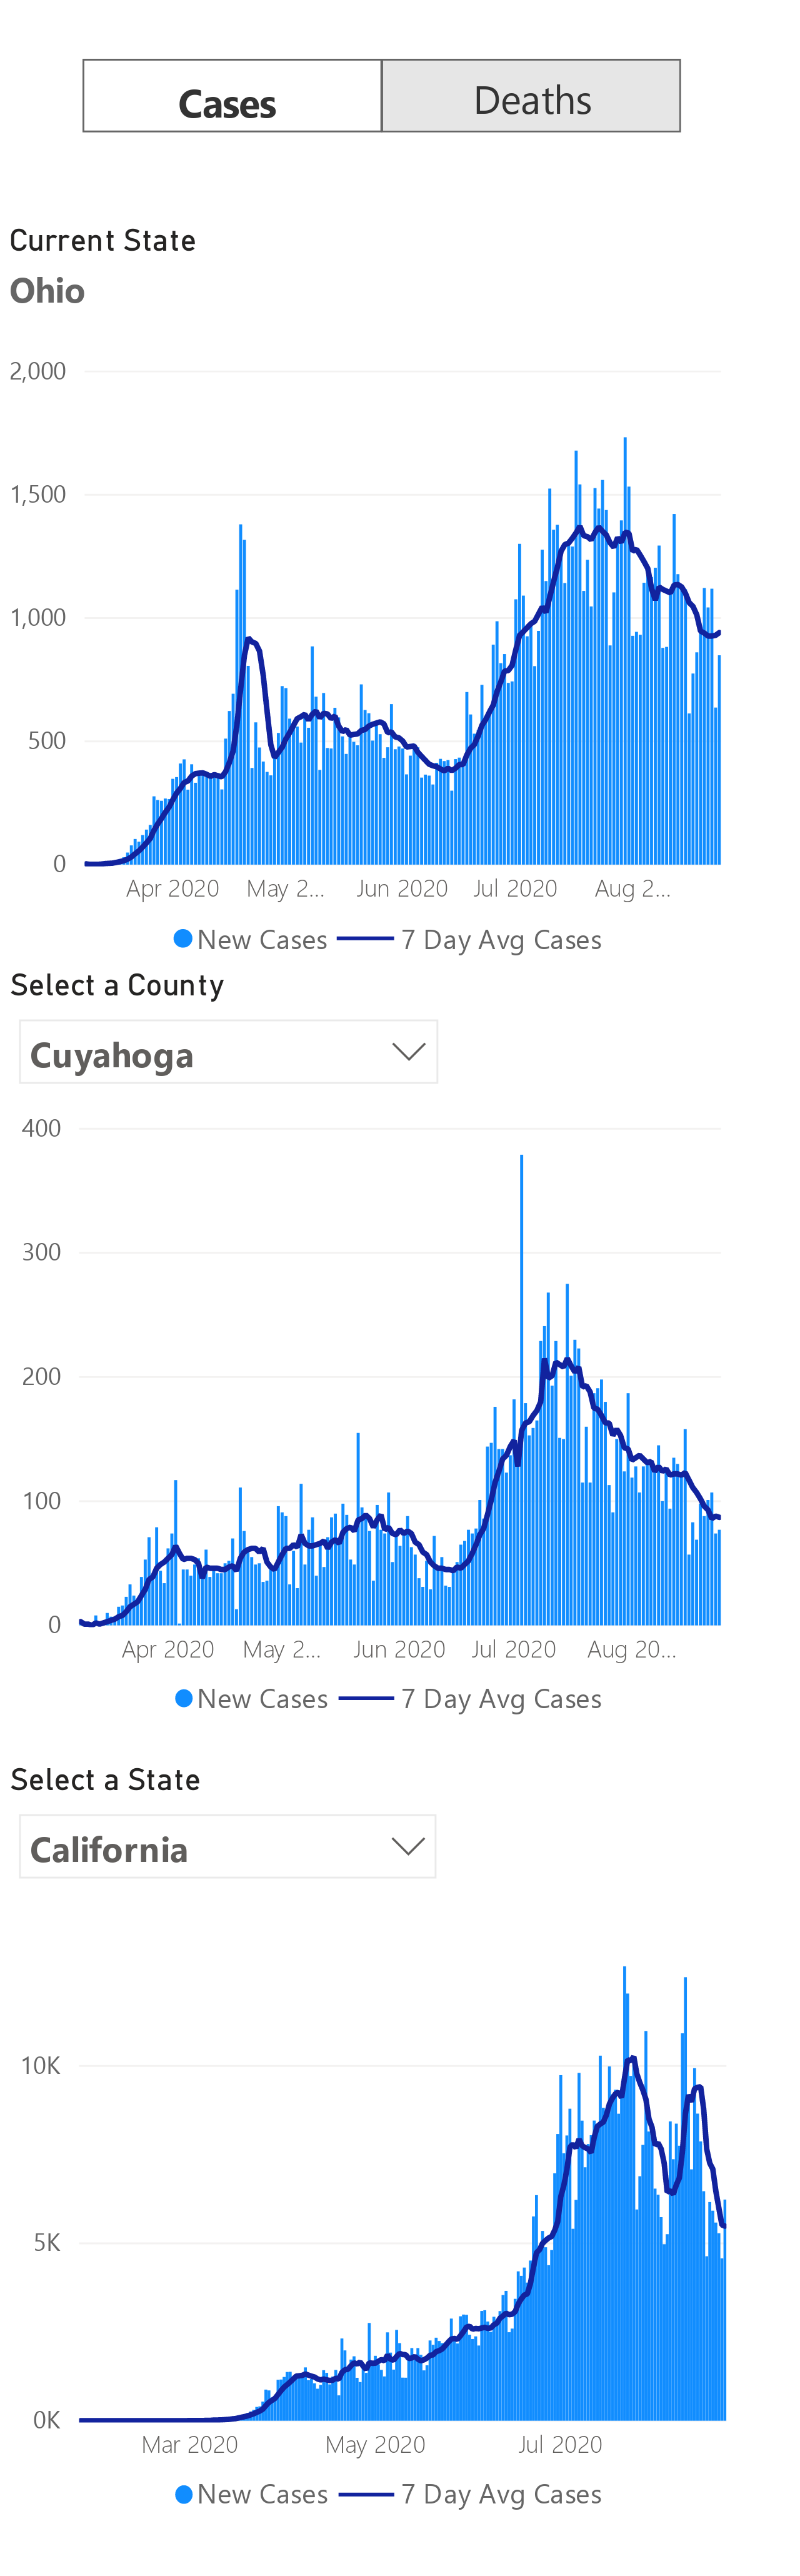 Cases Deaths
Current State
Ohio
2,000
1,500
1,000
500
0
Apr 2020 May 2... Jun 2020 Jul 2020 Aug 2...
New Cases 7 Day Avg Cases
Select a County
Cuyahoga
400
300
200
100
0
Apr 2020 May 2... Jun 2020 Jul 2020 Aug 20...
New Cases 7 Day Avg Cases
Select a State
California
10K
5K
0K
Mar 2020 May 2020 Jul 2020
New Cases 7 Day Avg Cases